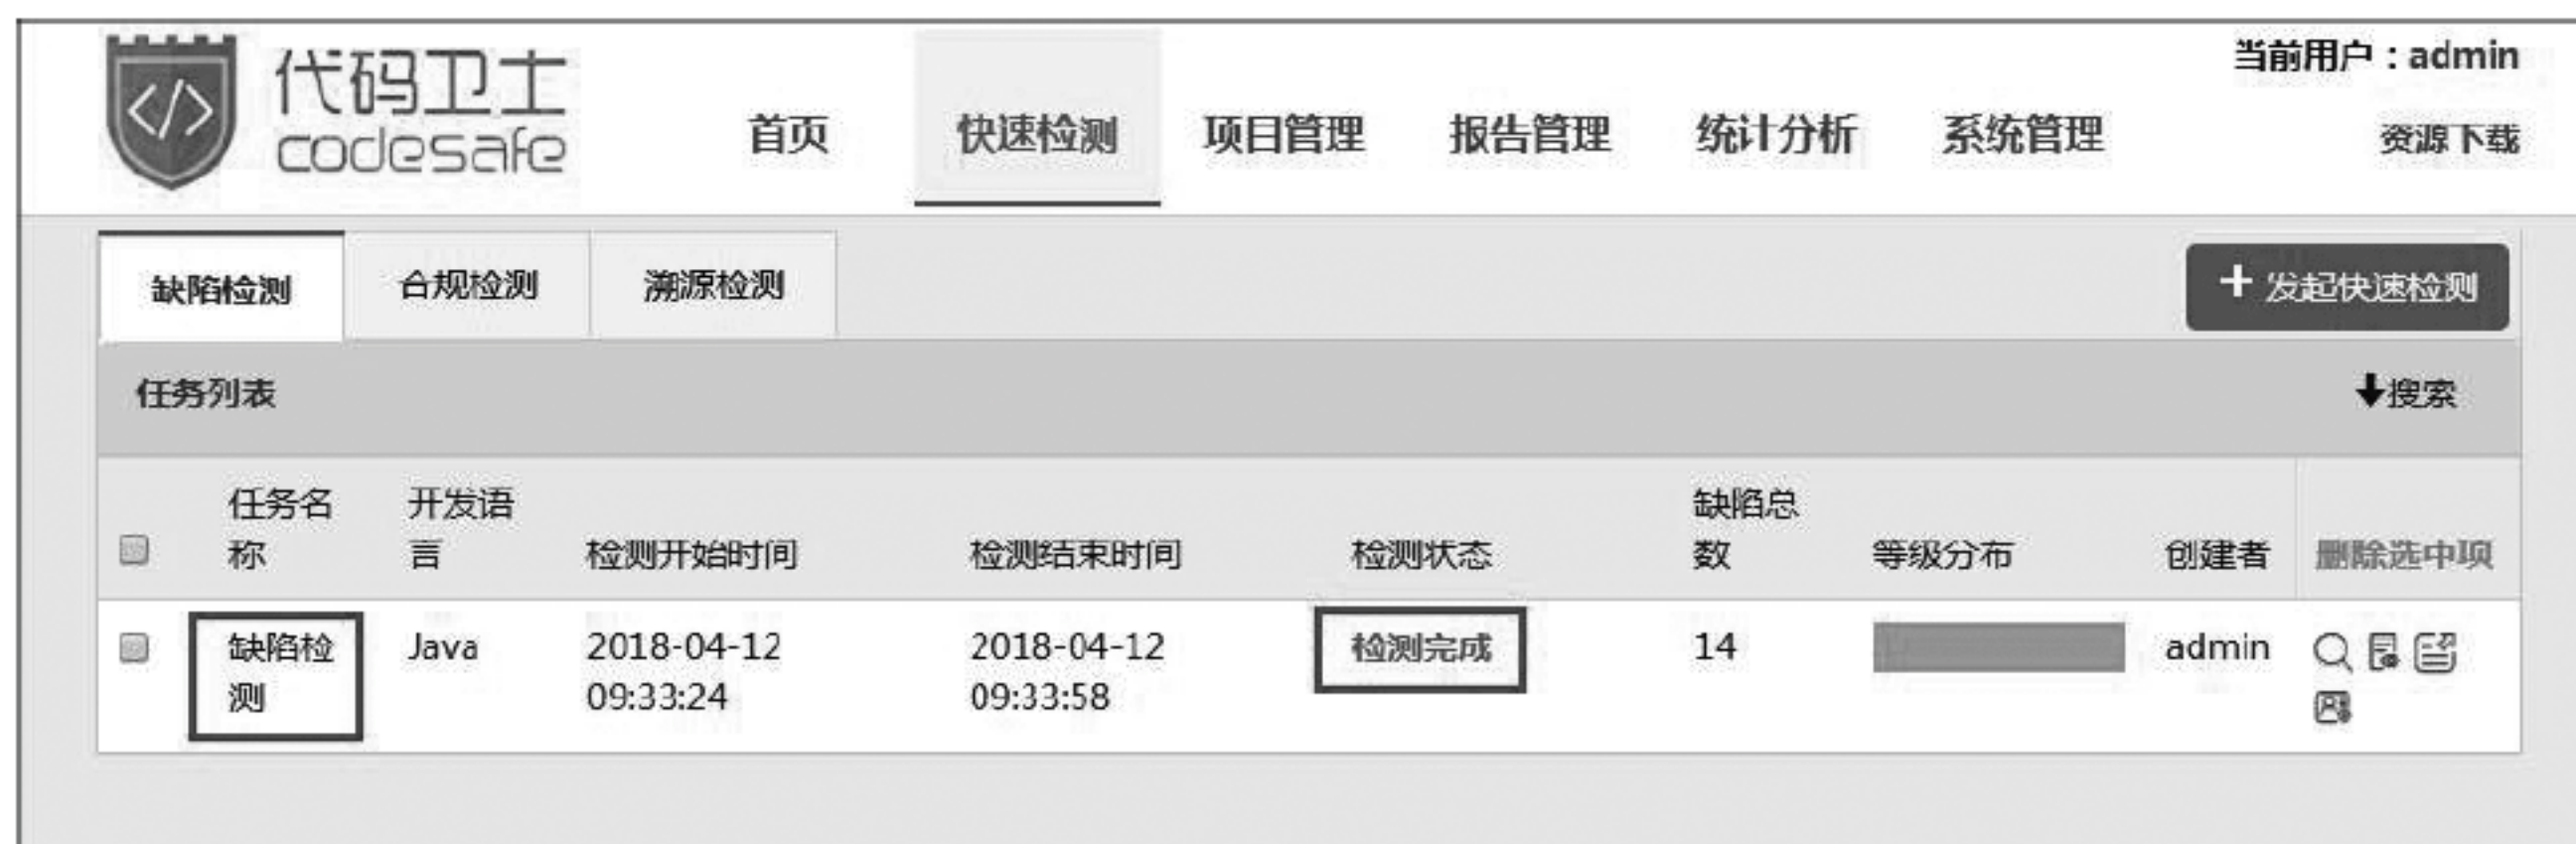 当前用户：admin
代码卫士
codesafe
首页 快速检测 项目管理 报告管理 统计分析 系统管理 资源下载
缺陷检测 合规检测 溯源检测 + 发起快速检测
任务列表 搜索
任务名称 开发语言 检测开始时间 检测结束时间 检测状态 缺陷总数 等级分布 创建者 删除选中项
缺陷检测 Java 2018-04-12 09:33:24 2018-04-12 09:33:58 检测完成 14 admin